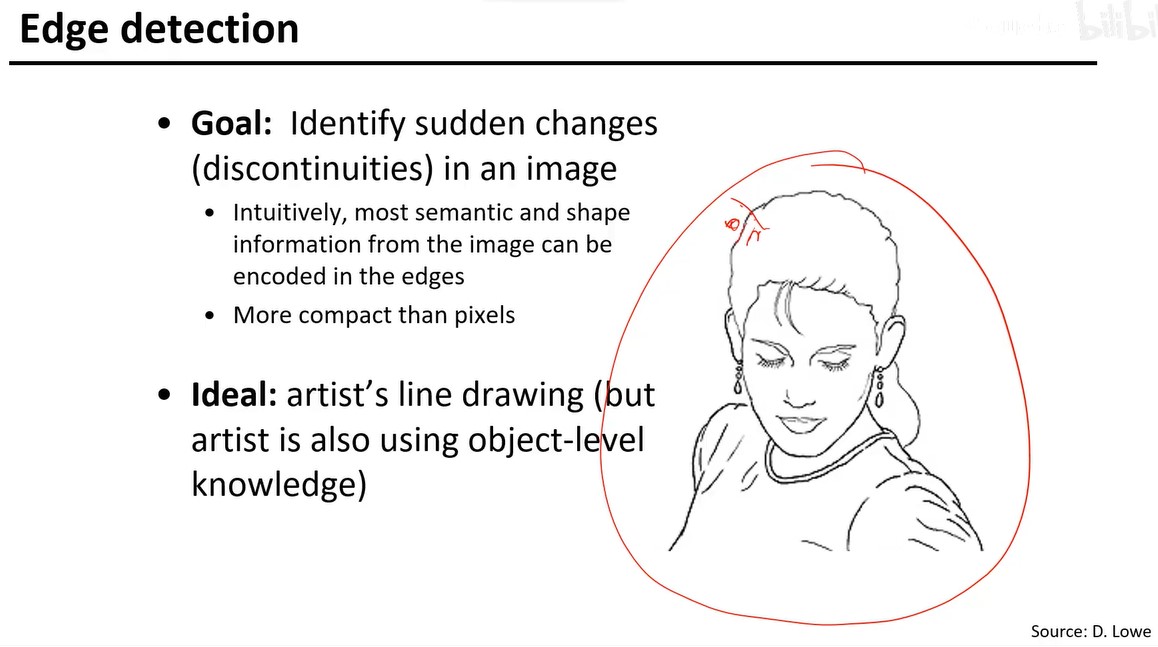 Edge detection
bilibili
• Goal: Identify sudden changes
(discontinuities) in an image
• Intuitively, most semantic and shape
information from the image can be
encoded in the edges
• More compact than pixels
• Ideal: artist’s line drawing (but
artist is also using object-level
knowledge)
Source: D. Lowe